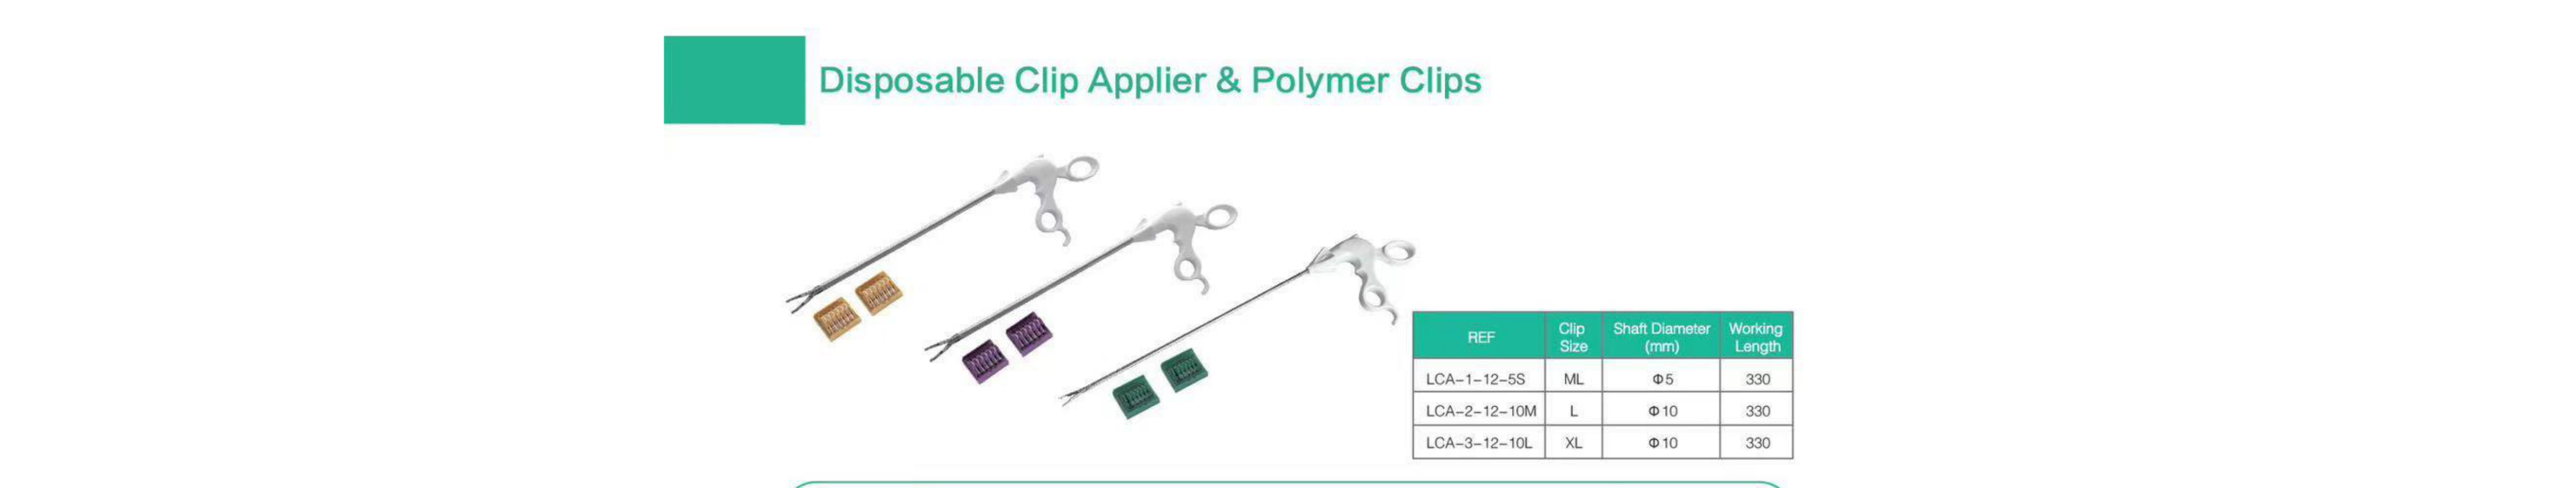 Disposable Clip Applier & Polymer Clips
REF
Clip Size
Shaft Diameter (mm)
Working Length
LCA-1-12-5S ML Φ5 330
LCA-2-12-10M L Φ10 330
LCA-3-12-10L XL Φ10 330